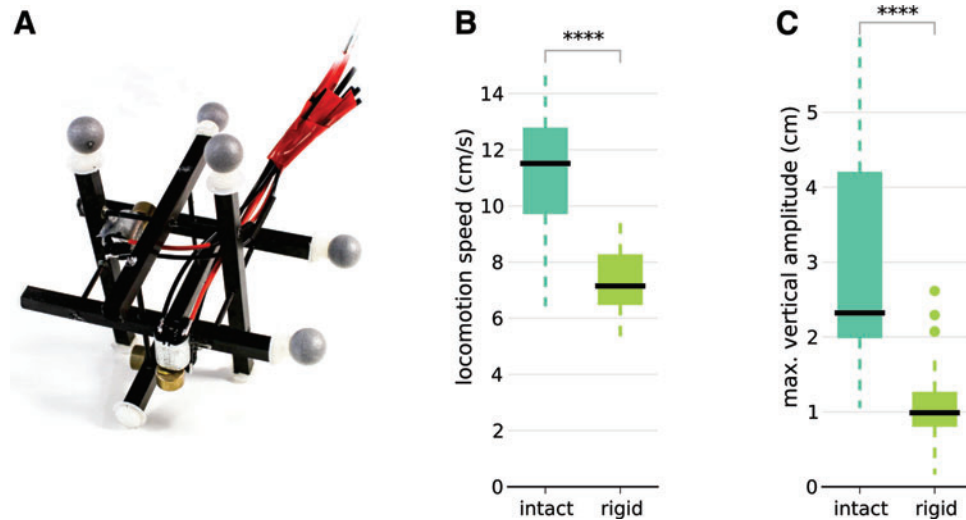 A
B
C
****
****
locomotion speed (cm/s)
14
12
10
8
6
4
2
0
intact rigid
max. vertical amplitude (cm)
5
4
3
2
1
0
intact rigid